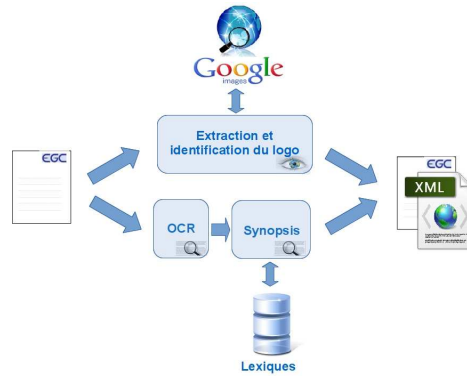 Google
images
Extraction et
identification du logo
EGC
EGC
XML
OCR
Synopsis
Lexiques